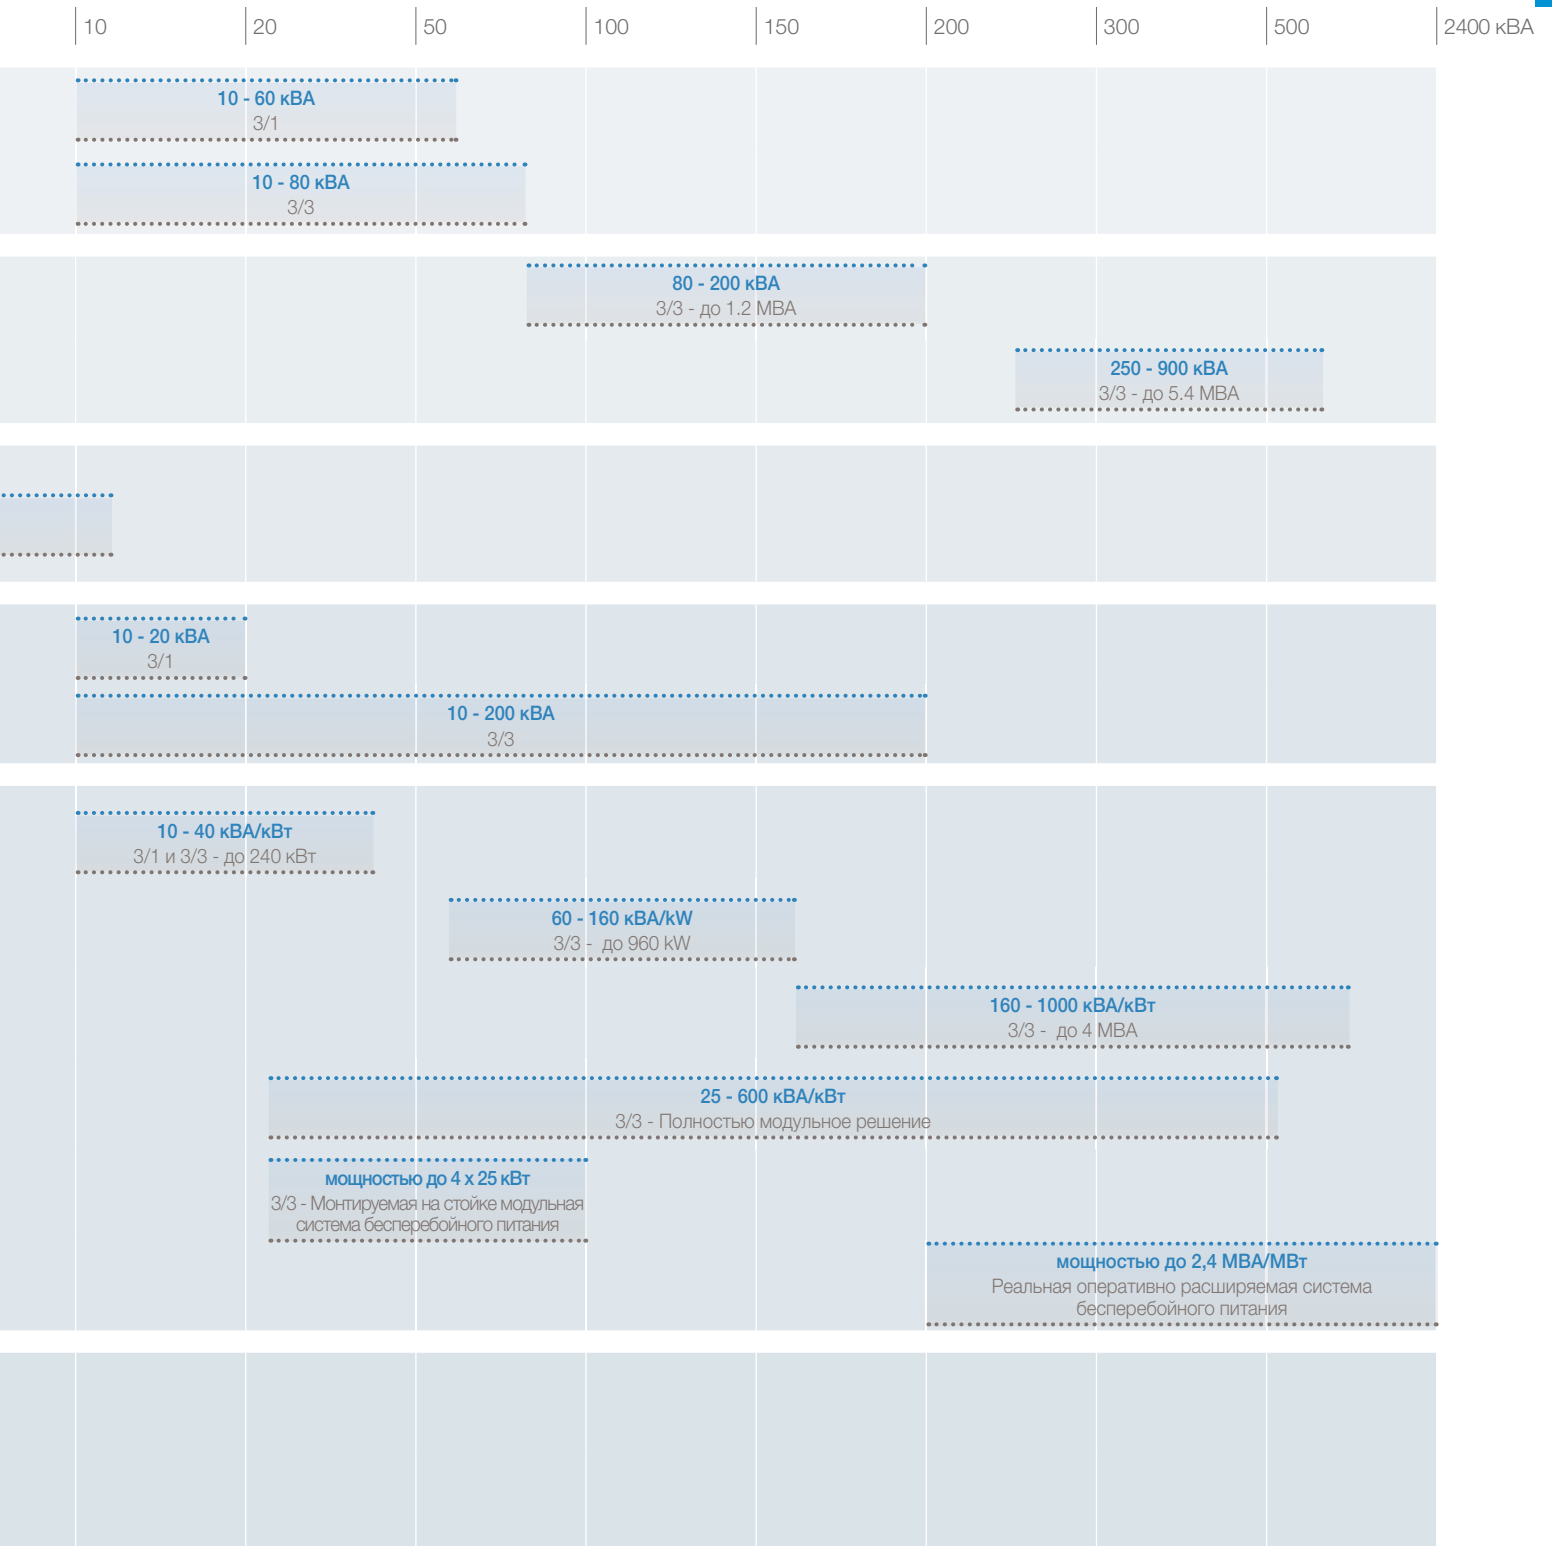 10 20 50 100 150 200 300 500 2400 кВА
10 - 60 кВА
3/1
10 - 80 кВА
3/3
80 - 200 кВА
3/3 - до 1.2 МВА
250 - 900 кВА
3/3 - до 5.4 МВА
10 - 20 кВА
3/1
10 - 200 кВА
3/3
10 - 40 кВА/кВт
3/1 и 3/3 - до 240 кВт
60 - 160 кВА/kW
3/3 - до 960 kW
160 - 1000 кВА/кВт
3/3 - до 4 МВА
25 - 600 кВА/кВт
3/3 - Полностью модульное решение
мощностью до 4 x 25 кВт
3/3 - Монтируемая на стойке модульная
система бесперебойного питания
мощностью до 2,4 МВА/МВт
Реальная оперативно расширяемая система
бесперебойного питания